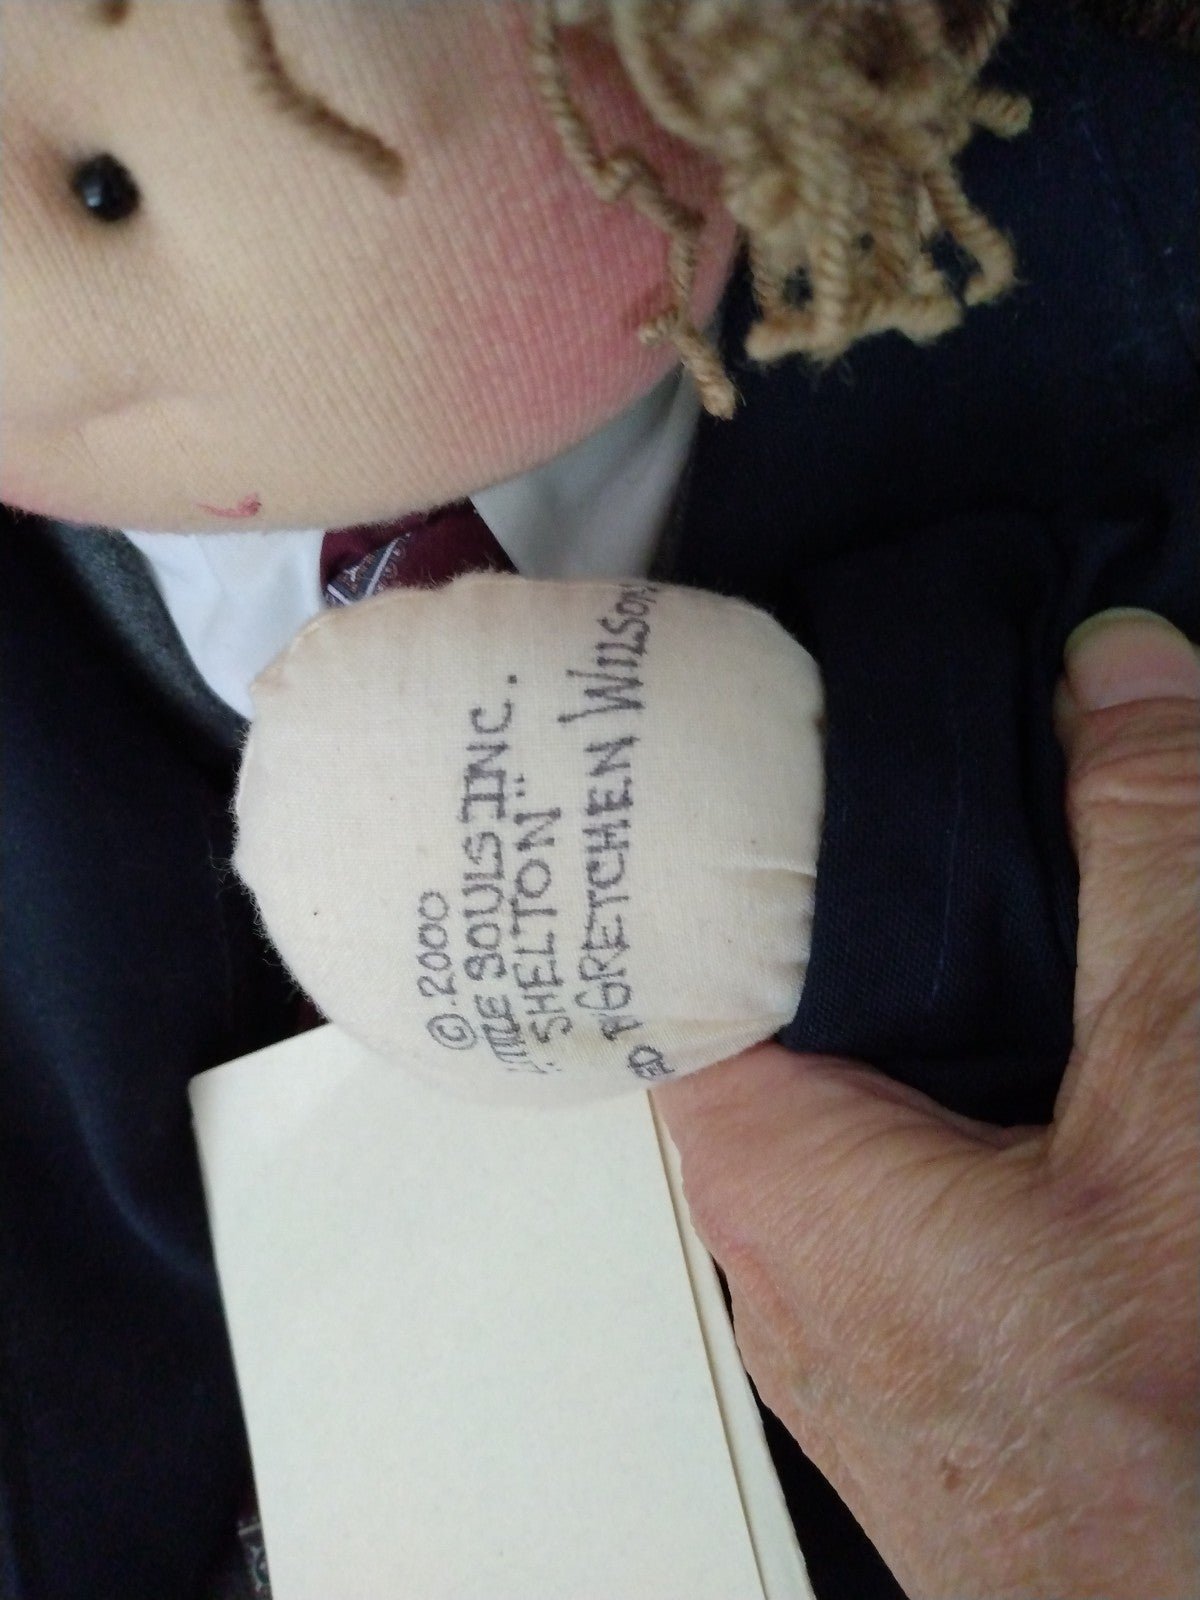 © 2000
LITTLE SOULS INC.
"SHELTON"
GRETCHEN WILSON